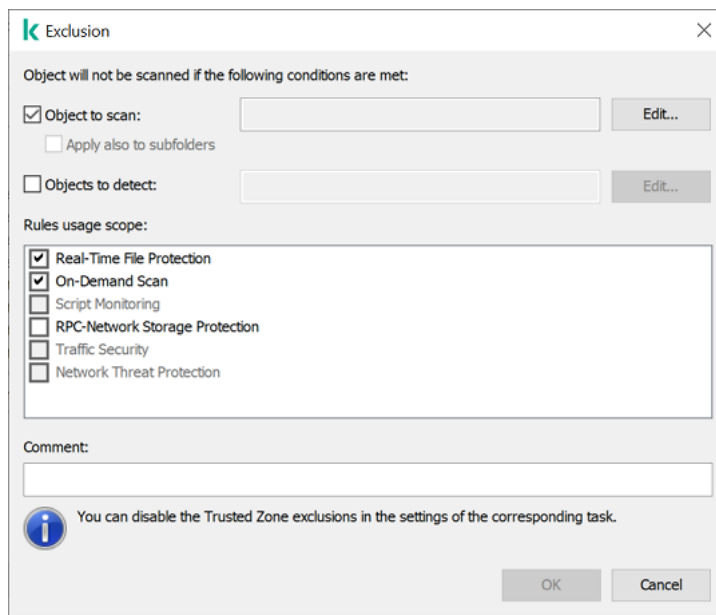 Exclusion
Object will not be scanned if the following conditions are met:
Object to scan: Edit...
Apply also to subfolders
Objects to detect: Edit...
Rules usage scope:
Real-Time File Protection
On-Demand Scan
Script Monitoring
RPC-Network Storage Protection
Traffic Security
Network Threat Protection
Comment:
You can disable the Trusted Zone exclusions in the settings of the corresponding task.
OK Cancel